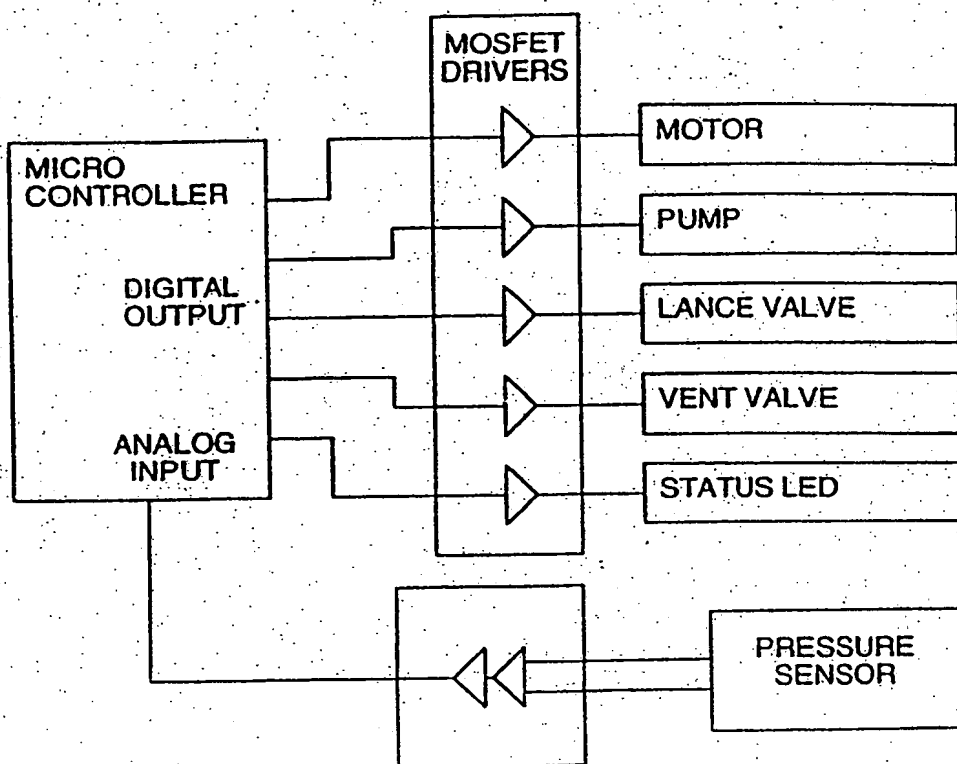 MOSFET
DRIVERS
MOTOR
MICRO
CONTROLLER
PUMP
DIGITAL
OUTPUT
LANCE VALVE
VENT VALVE
ANALOG
INPUT
STATUS LED
PRESSURE
SENSOR